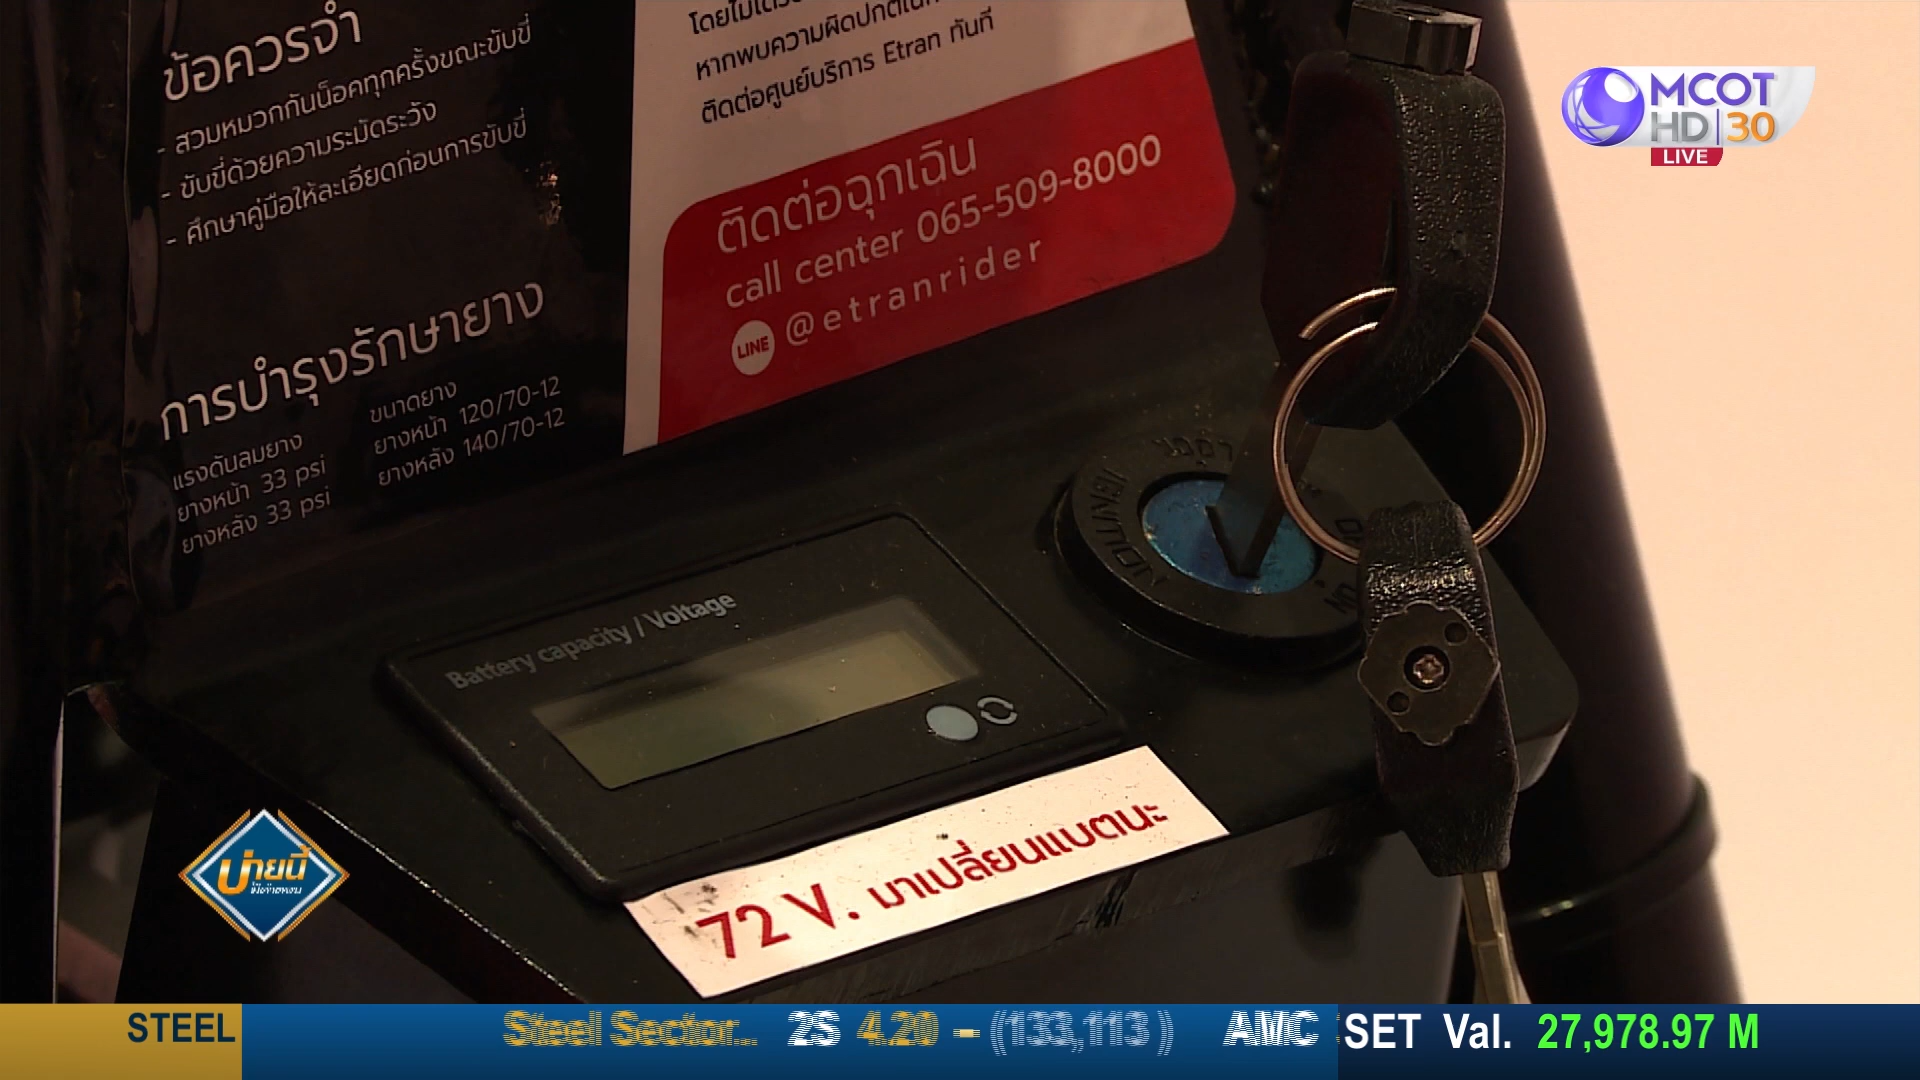 ข้อควรจำ
- สวมหมวกกันน็อคทุกครั้งขณะขับขี่
- ขับขี่ด้วยความระมัดระวัง
- ศึกษาคู่มือให้ละเอียดก่อนการขับขี่
การบำรุงรักษายาง
แรงดันลมยาง
ยางหน้า 33 psi
ยางหลัง 33 psi
ขนาดยาง
ยางหน้า 120/70-12
ยางหลัง 140/70-12
หากพบความผิดปกติ
ติดต่อศูนย์บริการ Etran ทันที
ติดต่อฉุกเฉิน
call center 065-509-8000
LINE @etranrider
MCOT
HD 30
LIVE
Battery capacity / Voltage
72 V. มาเปลี่ยนแบตนะ
บ่ายนี้
STEEL Steel Sector... 2S 4.20 – (133,113) AMC SET Val. 27,978.97 M